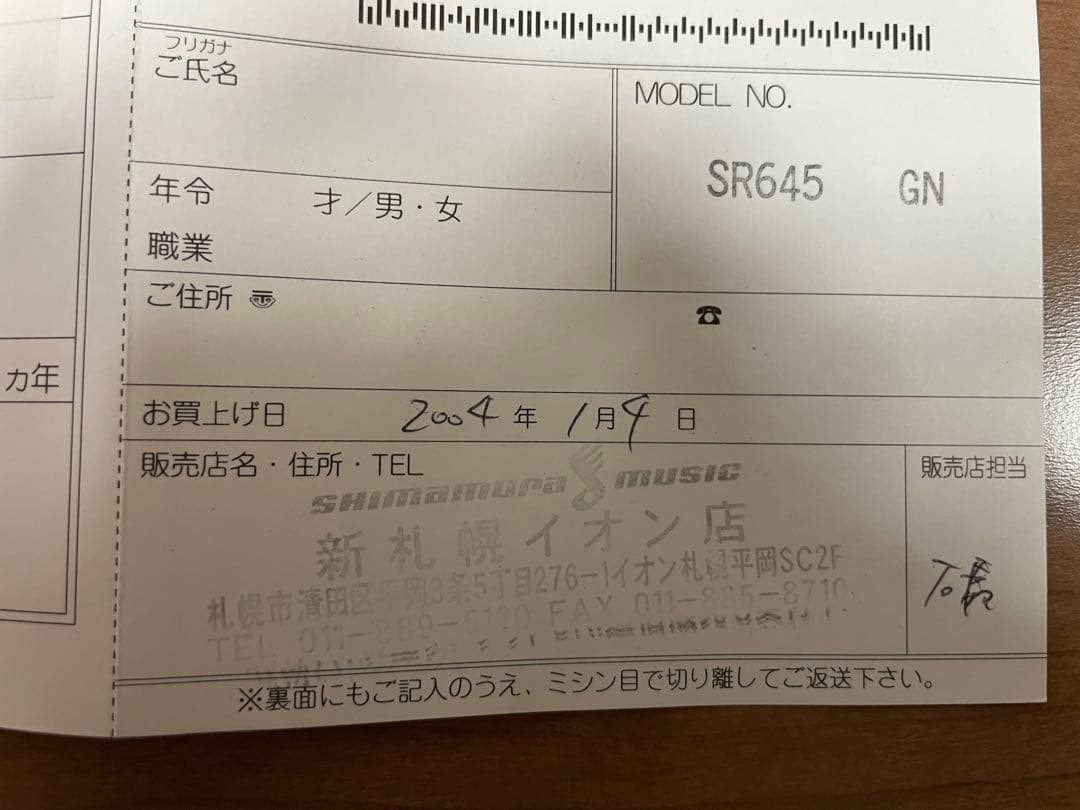 フリガナ
ご氏名
MODEL NO.
SR645 GN
年令 才／男・女
職業
ご住所 〠
☎
カ年
お買上げ日 2004 年 1 月 4 日
販売店名・住所・TEL
販売店担当
SHIMAMURA MUSIC
新札幌イオン店
札幌市清田区平岡3条5丁目276-1イオン札幌平岡SC2F
TEL 011-889- FAX 011-885-8710
※裏面にもご記入のうえ、ミシン目で切り離してご返送下さい。